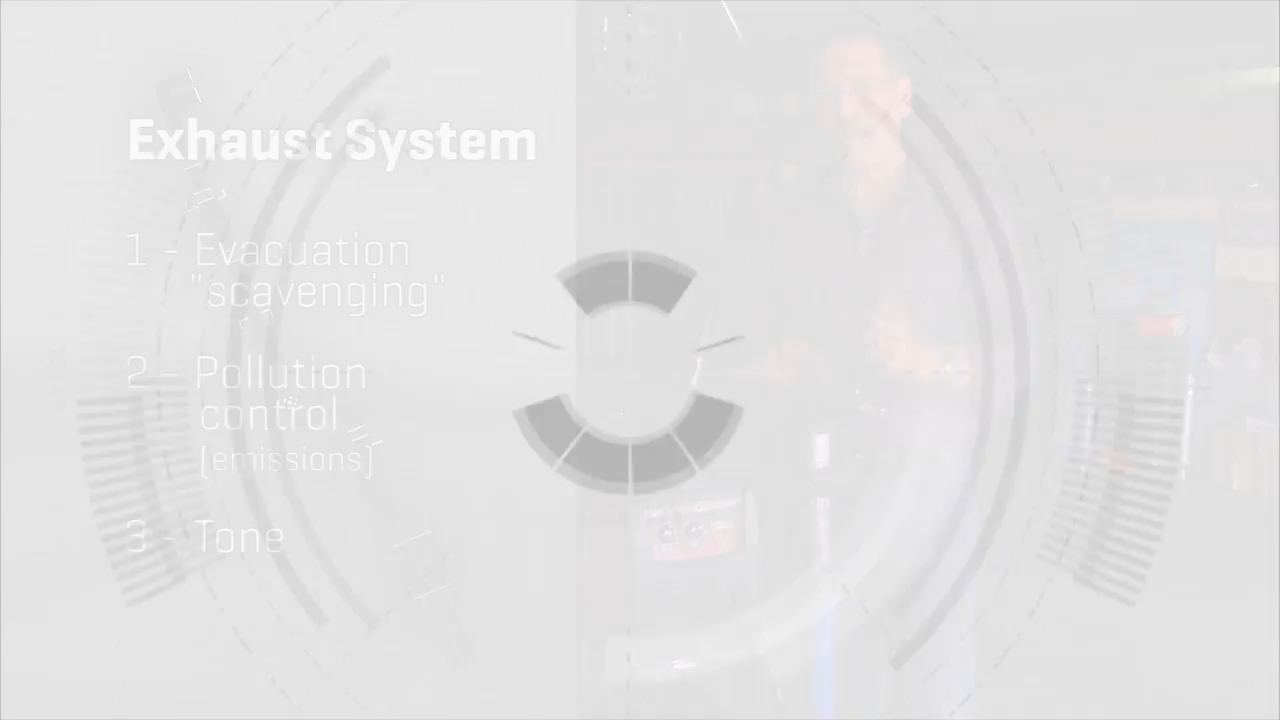 Exhaust System
1 - Evacuation
"scavenging"
2 - Pollution
control
(emissions)
3 - Tone